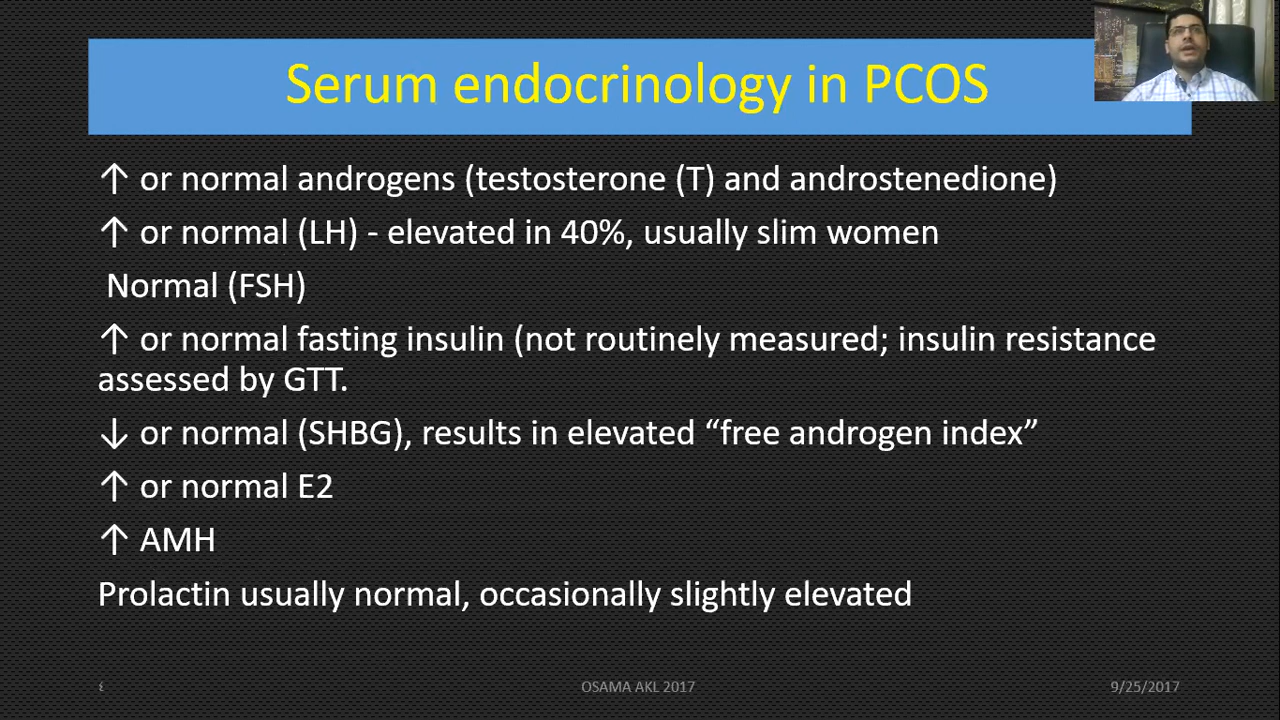 Serum endocrinology in PCOS
↑ or normal androgens (testosterone (T) and androstenedione)
↑ or normal (LH) - elevated in 40%, usually slim women
Normal (FSH)
↑ or normal fasting insulin (not routinely measured; insulin resistance
assessed by GTT.
↓ or normal (SHBG), results in elevated “free androgen index”
↑ or normal E2
↑ AMH
Prolactin usually normal, occasionally slightly elevated
٤
OSAMA AKL 2017
9/25/2017